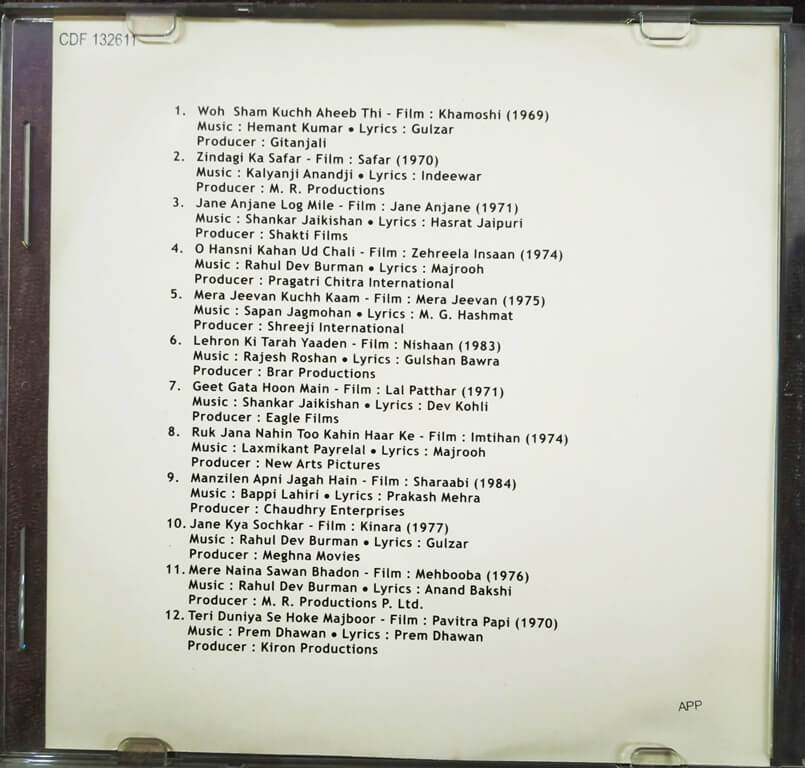 CDF 132611
1. Woh Sham Kuchh Aheeb Thi - Film : Khamoshi (1969)
Music : Hemant Kumar • Lyrics : Gulzar
Producer : Gitanjali
2. Zindagi Ka Safar - Film : Safar (1970)
Music : Kalyanji Anandji • Lyrics : Indeewar
Producer : M. R. Productions
3. Jane Anjane Log Mile - Film : Jane Anjane (1971)
Music : Shankar Jaikishan • Lyrics : Hasrat Jaipuri
Producer : Shakti Films
4. O Hansni Kahan Ud Chali - Film : Zehreela Insaan (1974)
Music : Rahul Dev Burman • Lyrics : Majrooh
Producer : Pragatri Chitra International
5. Mera Jeevan Kuchh Kaam - Film : Mera Jeevan (1975)
Music : Sapan Jagmohan • Lyrics : M. G. Hashmat
Producer : Shreeji International
6. Lehron Ki Tarah Yaaden - Film : Nishaan (1983)
Music : Rajesh Roshan • Lyrics : Gulshan Bawra
Producer : Brar Productions
7. Geet Gata Hoon Main - Film : Lal Patthar (1971)
Music : Shankar Jaikishan • Lyrics : Dev Kohli
Producer : Eagle Films
8. Ruk Jana Nahin Too Kahin Haar Ke - Film : Imtihan (1974)
Music : Laxmikant Payrelal • Lyrics : Majrooh
Producer : New Arts Pictures
9. Manzilen Apni Jagah Hain - Film : Sharaabi (1984)
Music : Bappi Lahiri • Lyrics : Prakash Mehra
Producer : Chaudhry Enterprises
10. Jane Kya Sochkar - Film : Kinara (1977)
Music : Rahul Dev Burman • Lyrics : Gulzar
Producer : Meghna Movies
11. Mere Naina Sawan Bhadon - Film : Mehbooba (1976)
Music : Rahul Dev Burman • Lyrics : Anand Bakshi
Producer : M. R. Productions P. Ltd.
12. Teri Duniya Se Hoke Majboor - Film : Pavitra Papi (1970)
Music : Prem Dhawan • Lyrics : Prem Dhawan
Producer : Kiron Productions
APP